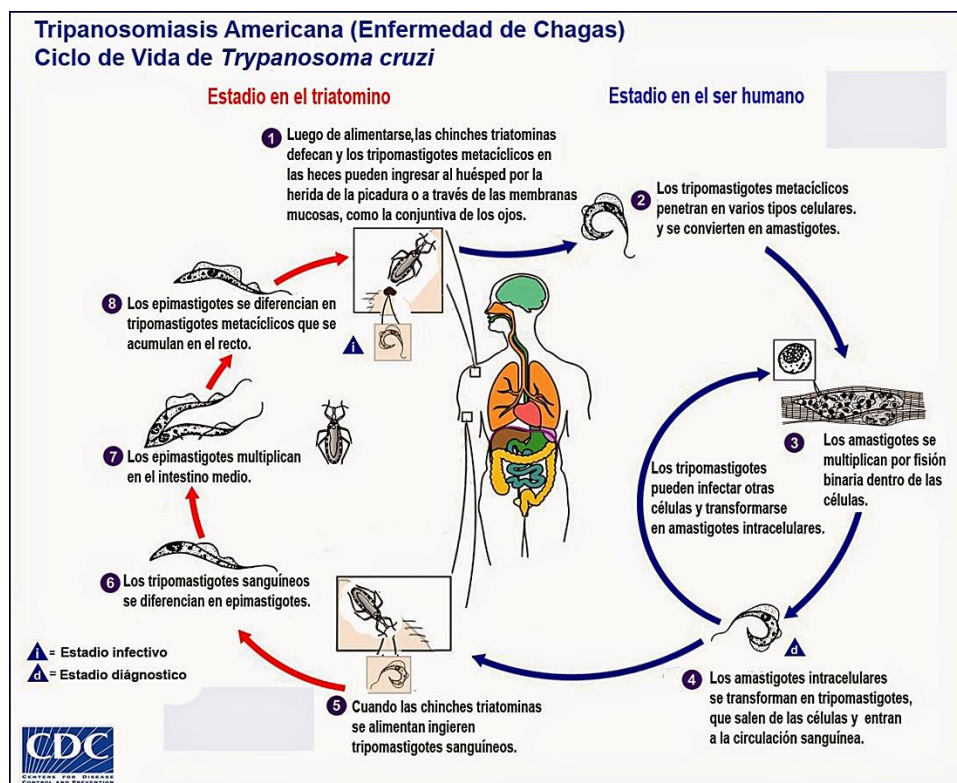 Tripanosomiasis Americana (Enfermedad de Chagas)
Ciclo de Vida de Trypanosoma cruzi
Estadio en el triatomino
Estadio en el ser humano
1 Luego de alimentarse,las chinches triatominas
defecan y los tripomastigotes metacíclicos en
las heces pueden ingresar al huésped por la
herida de la picadura o a través de las membranas
mucosas, como la conjuntiva de los ojos.
2 Los tripomastigotes metacíclicos
penetran en varios tipos celulares.
y se convierten en amastigotes.
3 Los amastigotes se
multiplican por fisión
binaria dentro de las
células.
Los tripomastigotes
pueden infectar otras
células y transformarse
en amastigotes intracelulares.
d
4 Los amastigotes intracelulares
se transforman en tripomastigotes,
que salen de las células y entran
a la circulación sanguínea.
5 Cuando las chinches triatominas
se alimentan ingieren
tripomastigotes sanguíneos.
6 Los tripomastigotes sanguíneos
se diferencian en epimastigotes.
7 Los epimastigotes multiplican
en el intestino medio.
8 Los epimastigotes se diferencian en
tripomastigotes metacíclicos que se
acumulan en el recto.
i
i = Estadio infectivo
d = Estadio diágnostico
CDC
CENTERS FOR DISEASE
CONTROL AND PREVENTION